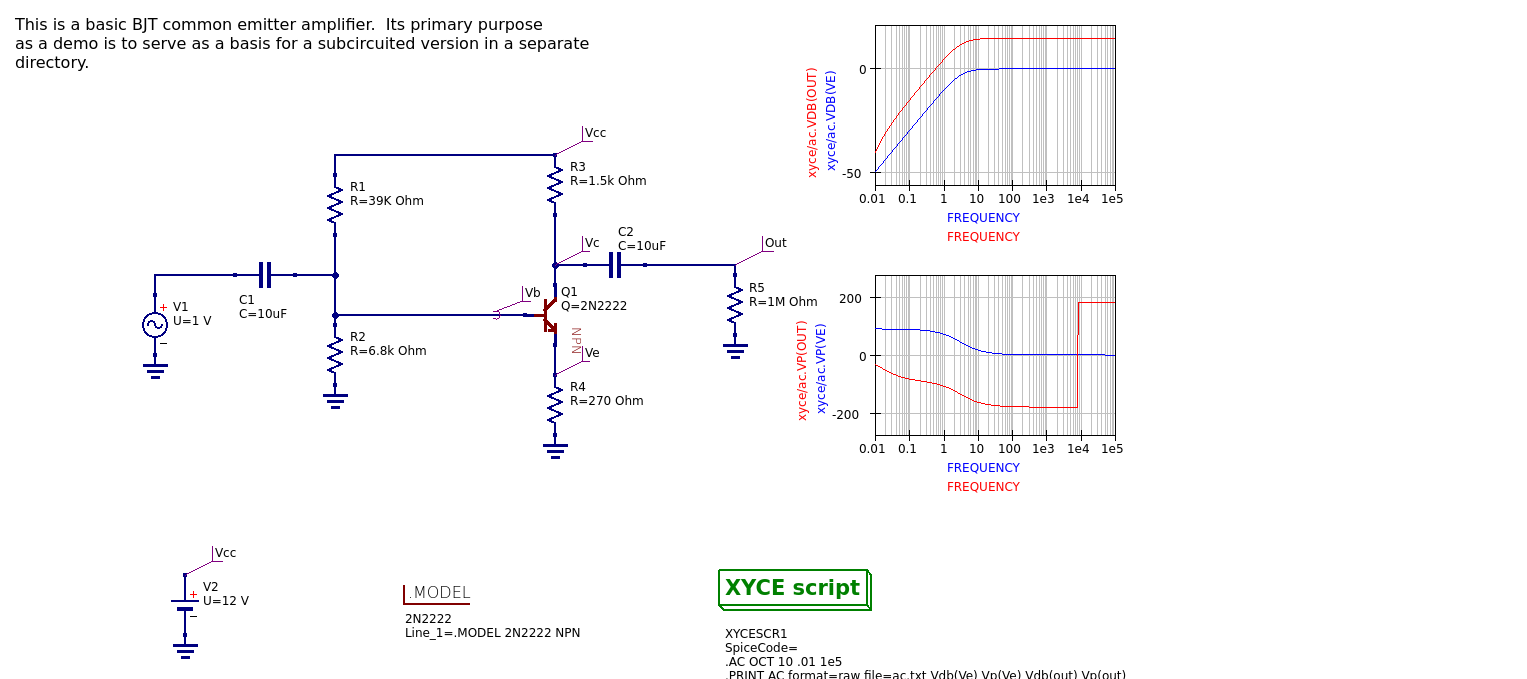 This is a basic BJT common emitter amplifier.  Its primary purpose
as a demo is to serve as a basis for a subcircuited version in a separate
directory.
Vcc
R3
R=1.5k Ohm
R1
R=39K Ohm
C2
C=10uF
Vc
Out
C1
C=10uF
V1
U=1 V
+
−
Vb
Q1
Q=2N2222
NPN
R5
R=1M Ohm
R2
R=6.8k Ohm
Ve
R4
R=270 Ohm
xyce/ac.VDB(OUT)
xyce/ac.VDB(VE)
0
-50
0.01 0.1 1 10 100 1e3 1e4 1e5
FREQUENCY
FREQUENCY
xyce/ac.VP(OUT)
xyce/ac.VP(VE)
200
0
-200
0.01 0.1 1 10 100 1e3 1e4 1e5
FREQUENCY
FREQUENCY
Vcc
V2
U=12 V
+
−
.MODEL
2N2222
Line_1=.MODEL 2N2222 NPN
XYCE script
XYCESCR1
SpiceCode=
.AC OCT 10 .01 1e5
.PRINT AC format=raw file=ac.txt Vdb(Ve) Vp(Ve) Vdb(out) Vp(out)